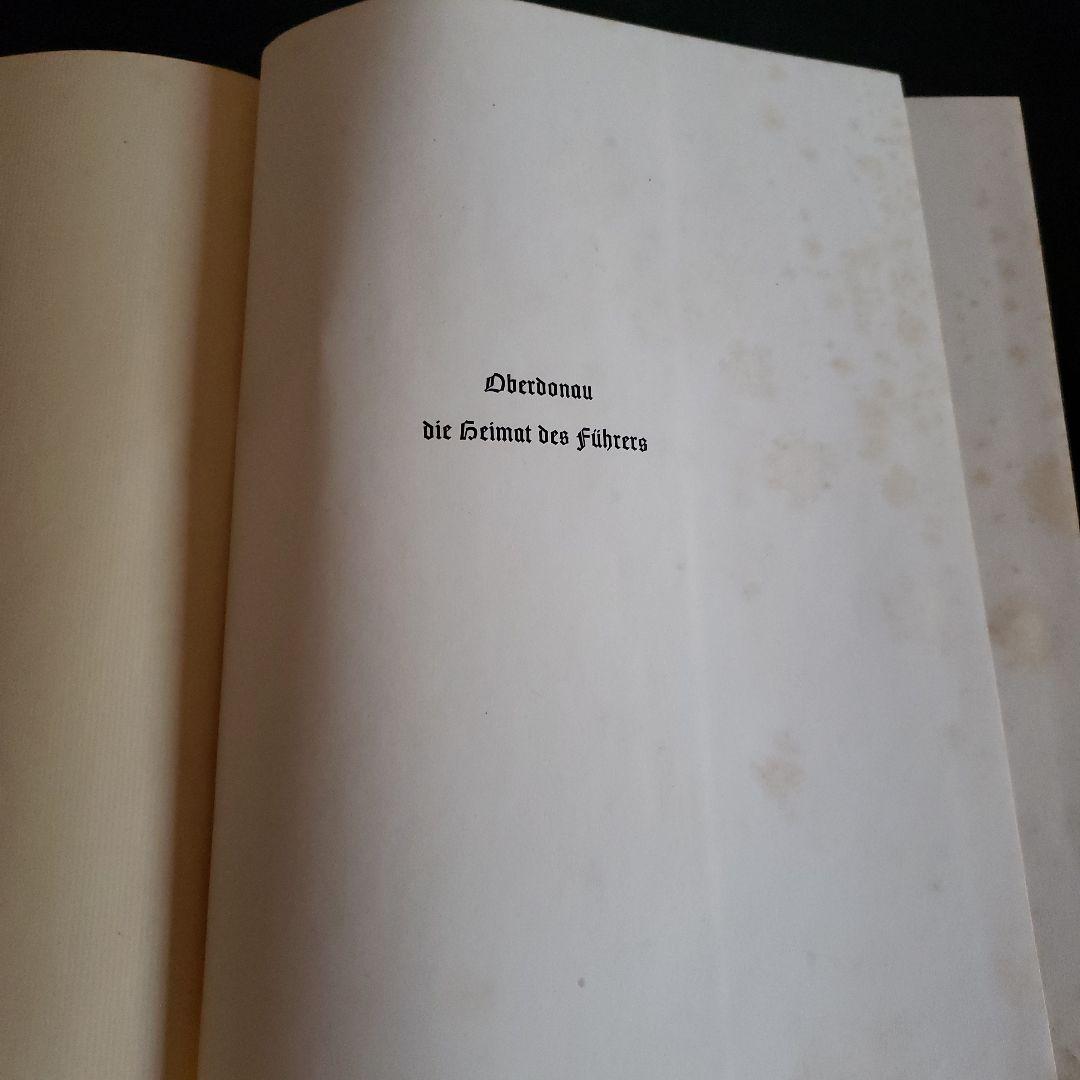 Oberdonau
die Heimat des Führers